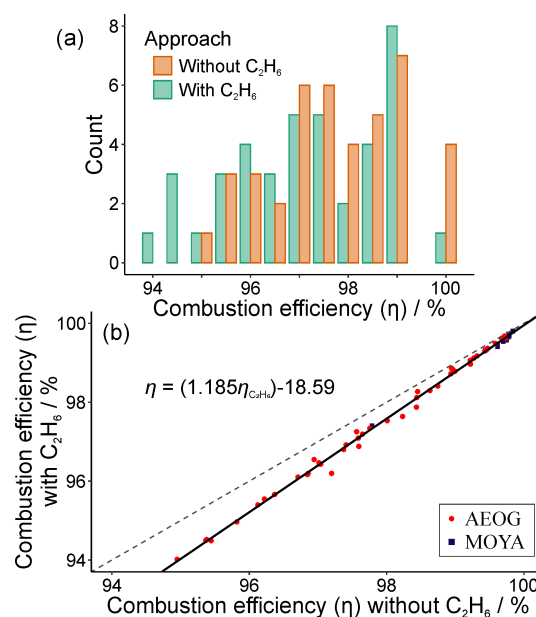 (a)
Approach
Without C₂H₆
With C₂H₆
Count
8
6
4
2
0
94
96
98
100
Combustion efficiency (η) / %
(b)
η = (1.185η_C₂H₆)-18.59
Combustion efficiency (η)
with C₂H₆ / %
100
98
96
94
AEOG
MOYA
94
96
98
100
Combustion efficiency (η) without C₂H₆ / %